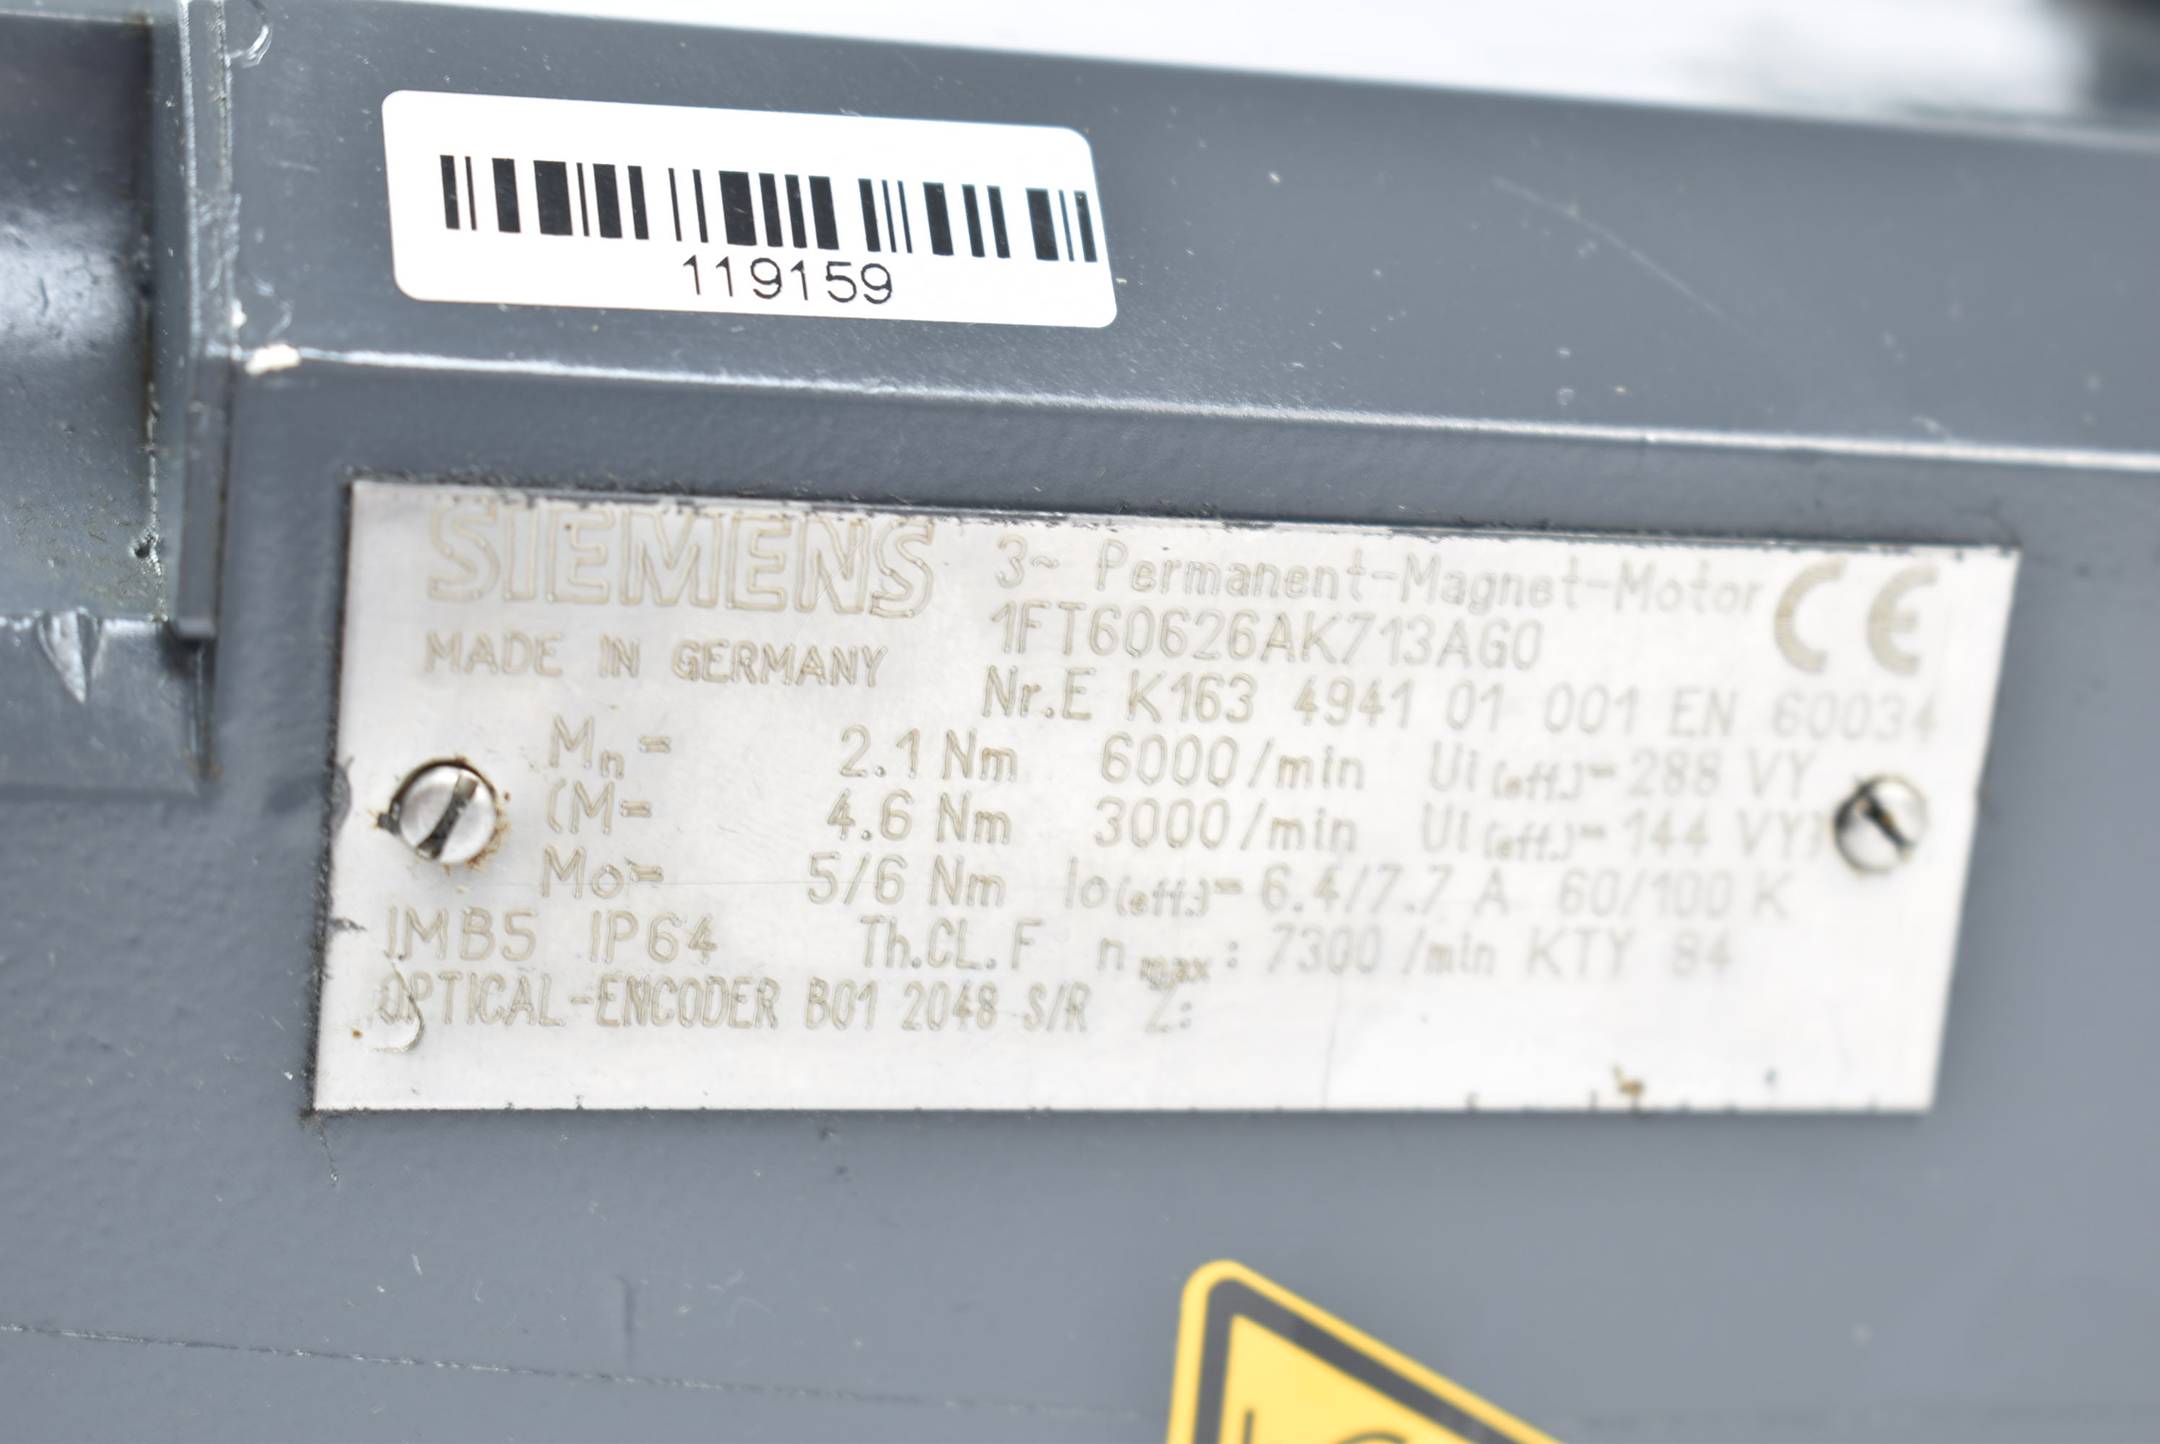 119159
SIEMENS 3~ Permanent-Magnet-Motor CE
1FT60626AK713AG0
MADE IN GERMANY
Nr.E K163 4941 01 001 EN 60034
Mn= 2.1 Nm 6000/min Ui(eff.)= 288 VY
(M= 4.6 Nm 3000/min Ui(eff.)= 144 VY)
Mo= 5/6 Nm Io(eff.)= 6.4/7.7 A 60/100 K
IMB5 IP64 Th.CL.F nmax: 7300 /min KTY 84
OPTICAL-ENCODER B01 2048 S/R Z: